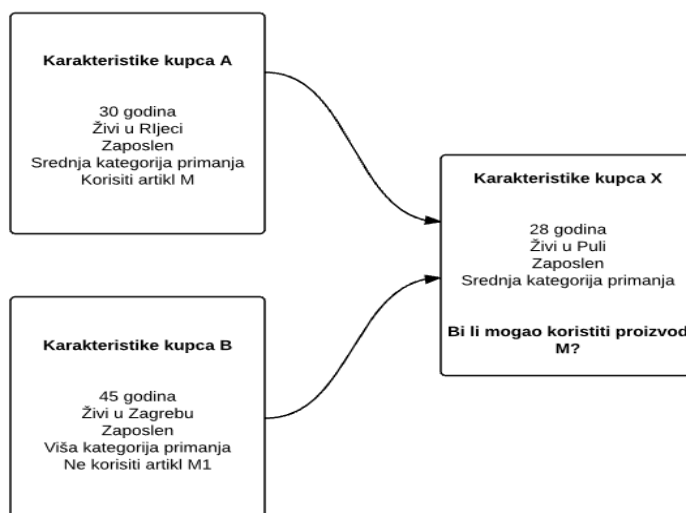 Karakteristike kupca A
30 godina
Živi u RIjeci
Zaposlen
Srednja kategorija primanja
Korisiti artikl M
Karakteristike kupca B
45 godina
Živi u Zagrebu
Zaposlen
Viša kategorija primanja
Ne korisiti artikl M1
Karakteristike kupca X
28 godina
Živi u Puli
Zaposlen
Srednja kategorija primanja
Bi li mogao koristiti proizvod
M?